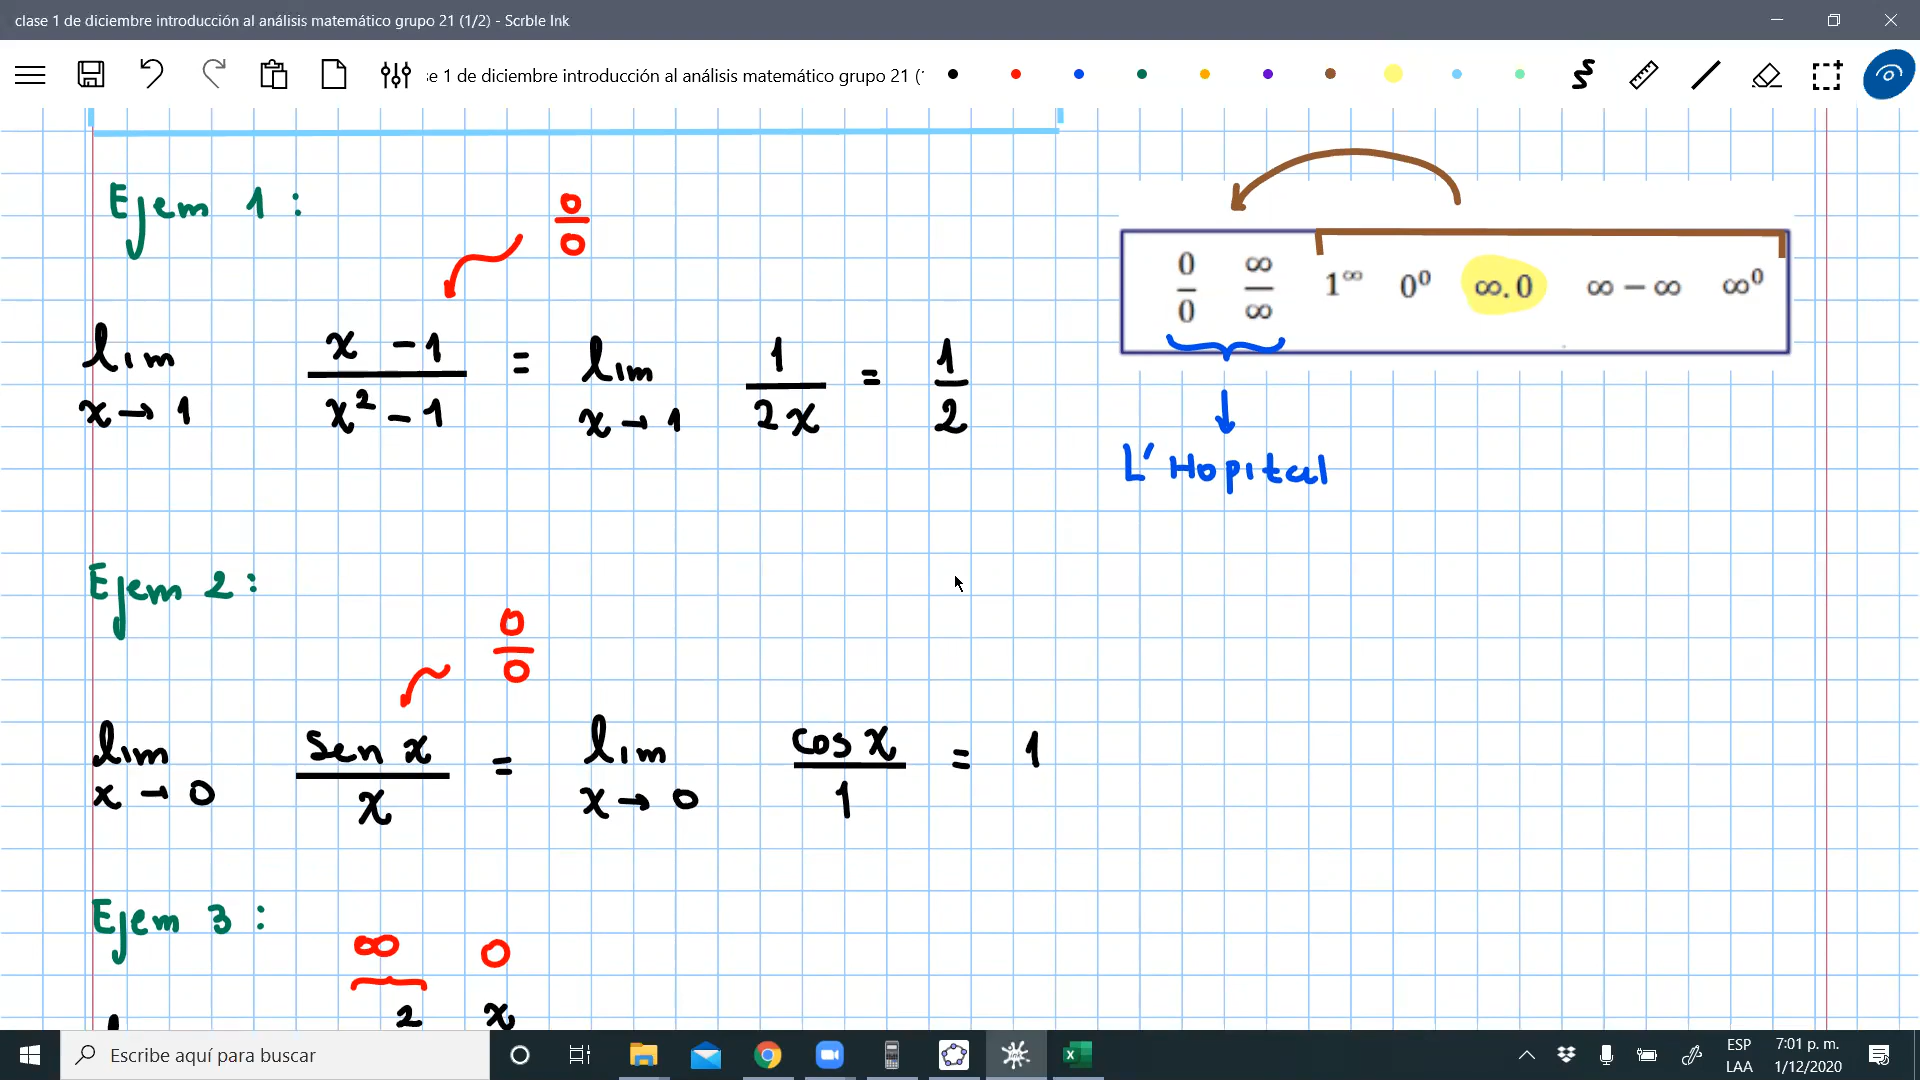 clase 1 de diciembre introducción al análisis matemático grupo 21 (1/2) - Scrble Ink
se 1 de diciembre introducción al análisis matemático grupo 21 (
Ejem 1 :
0/0
lim x→1 (x - 1)/(x² - 1) = lim x→1 1/(2x) = 1/2
0/0 ∞/∞ 1^∞ 0⁰ ∞.0 ∞ − ∞ ∞⁰
L' Hopital
Ejem 2 :
0/0
lim x→0 (sen x)/x = lim x→0 (cos x)/1 = 1
Ejem 3 :
∞ 0
2 x
Escribe aquí para buscar
ESP
LAA
7:01 p. m.
1/12/2020